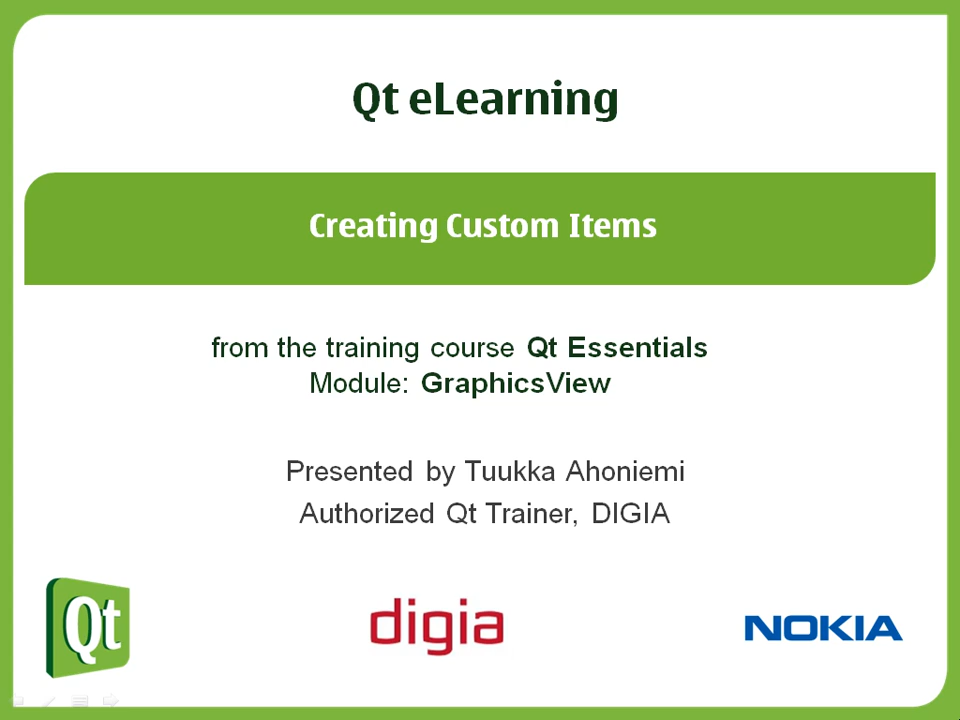 Qt eLearning
Creating Custom Items
from the training course Qt Essentials
Module: GraphicsView
Presented by Tuukka Ahoniemi
Authorized Qt Trainer, DIGIA
Qt
digia
NOKIA